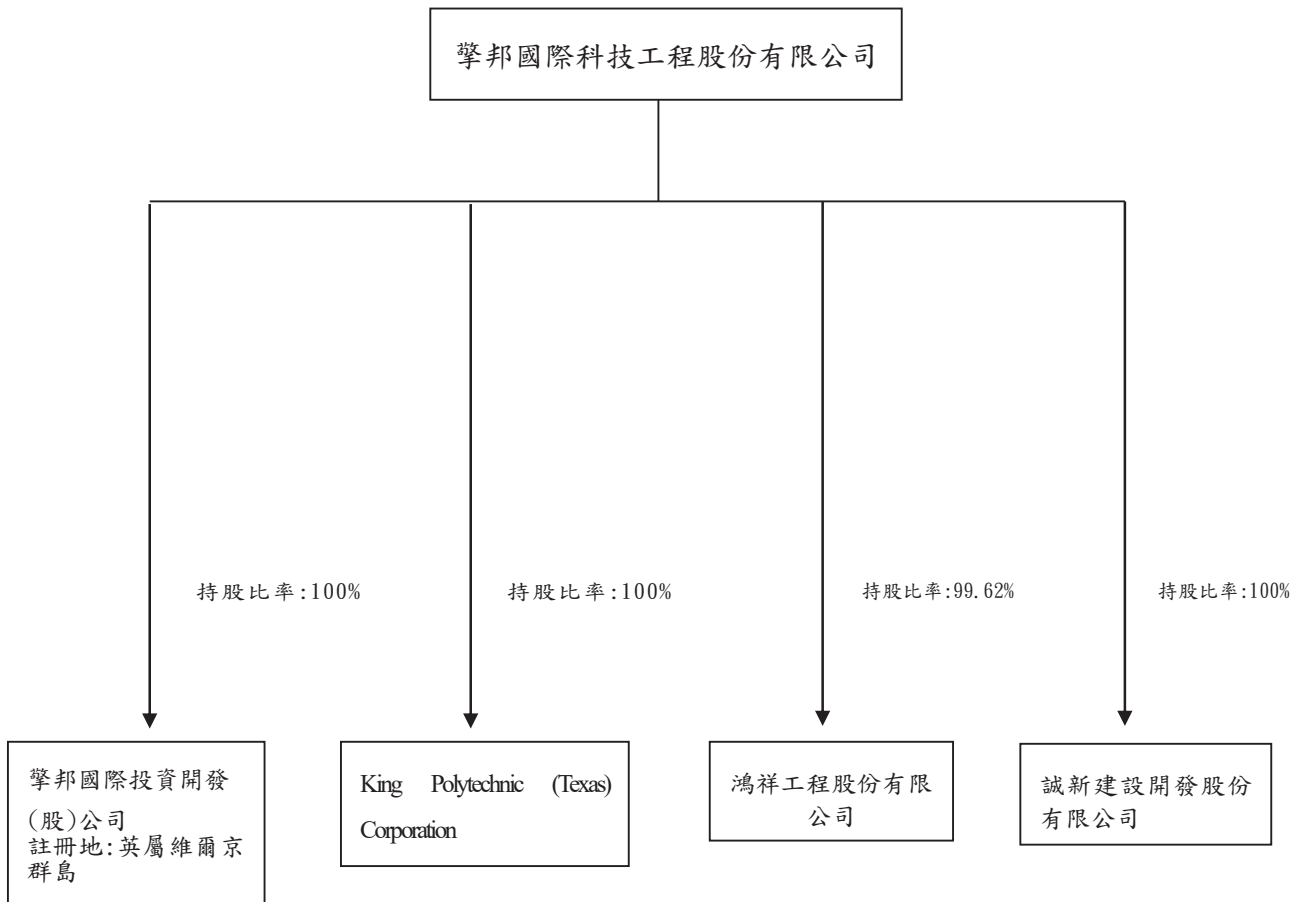 擎邦國際科技工程股份有限公司
持股比率:100%
持股比率:100%
持股比率:99.62%
持股比率:100%
擎邦國際投資開發
(股)公司
註冊地:英屬維爾京
群島
King Polytechnic (Texas)
Corporation
鴻祥工程股份有限
公司
誠新建設開發股份
有限公司